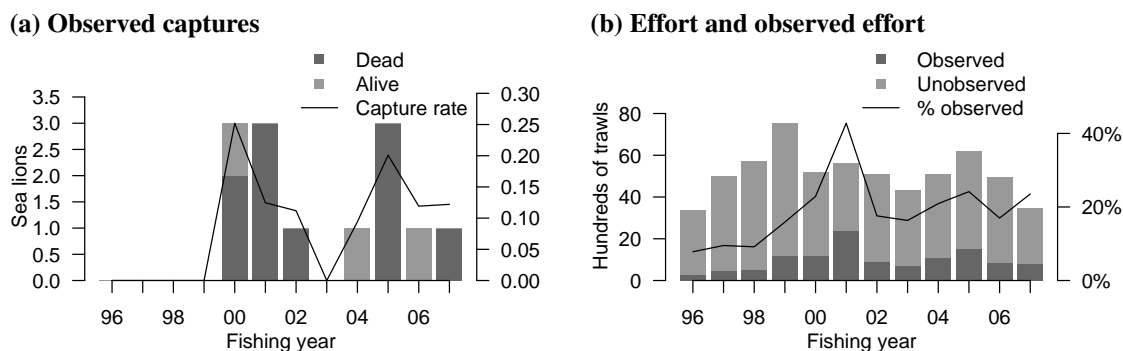 (a) Observed captures
Dead
Alive
Capture rate
3.5
3.0
2.5
2.0
1.5
1.0
0.5
0.0
Sea lions
0.30
0.25
0.20
0.15
0.10
0.05
0.00
96 98 00 02 04 06
Fishing year
(b) Effort and observed effort
Observed
Unobserved
% observed
80
60
40
20
0
Hundreds of trawls
40%
20%
0%
96 98 00 02 04 06
Fishing year